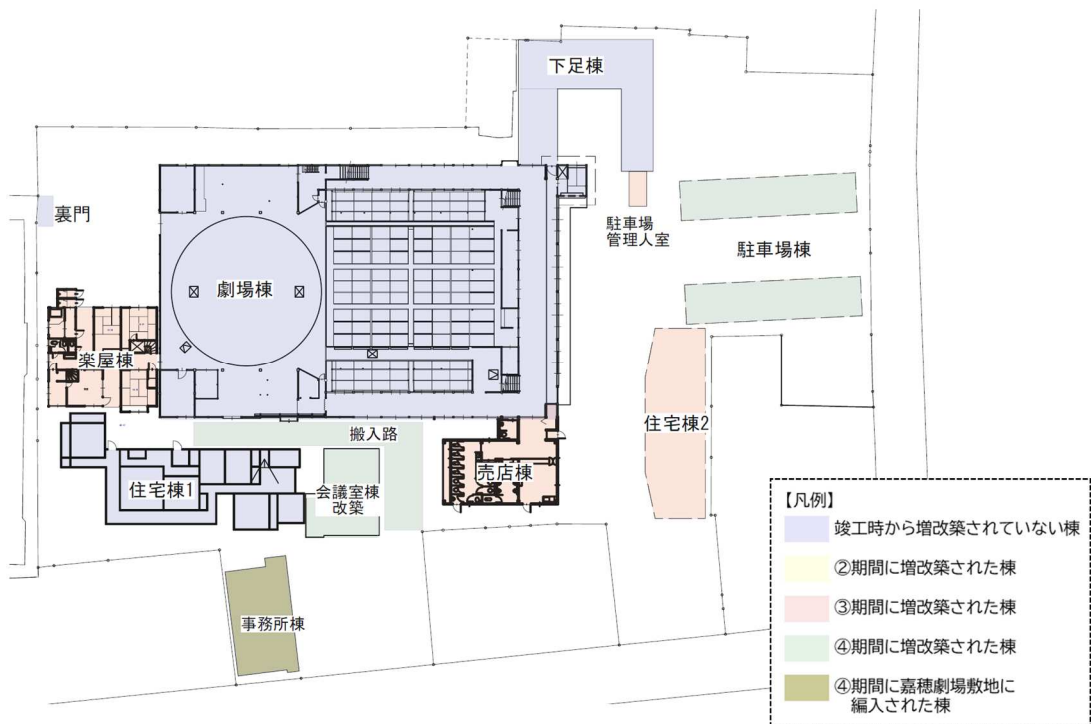 下足棟
裏門
駐車場
管理人室
駐車場棟
劇場棟
楽屋棟
搬入路
住宅棟2
売店棟
住宅棟1
会議室棟
改築
事務所棟
【凡例】
竣工時から増改築されていない棟
②期間に増改築された棟
③期間に増改築された棟
④期間に増改築された棟
④期間に嘉穂劇場敷地に
編入された棟